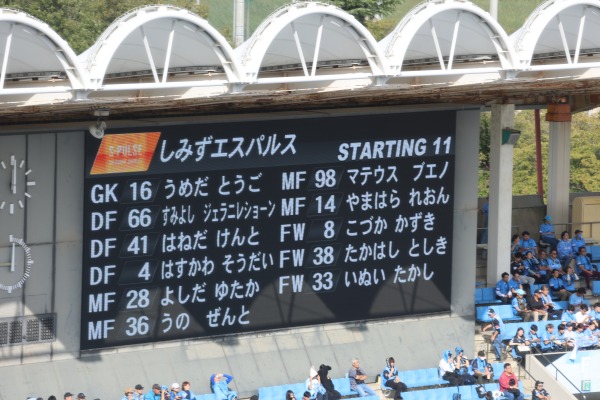 S-PULSE
しみずエスパルス STARTING 11
GK 16 うめだ とうご
DF 66 すみよし ジェラニレショーン
DF 41 はねだ けんと
DF 4 はすかわ そうだい
MF 28 よしだ ゆたか
MF 36 うの ぜんと
MF 98 マテウス ブエノ
MF 14 やまはら れおん
FW 8 こづか かずき
FW 38 たかはし としき
FW 33 いぬい たかし